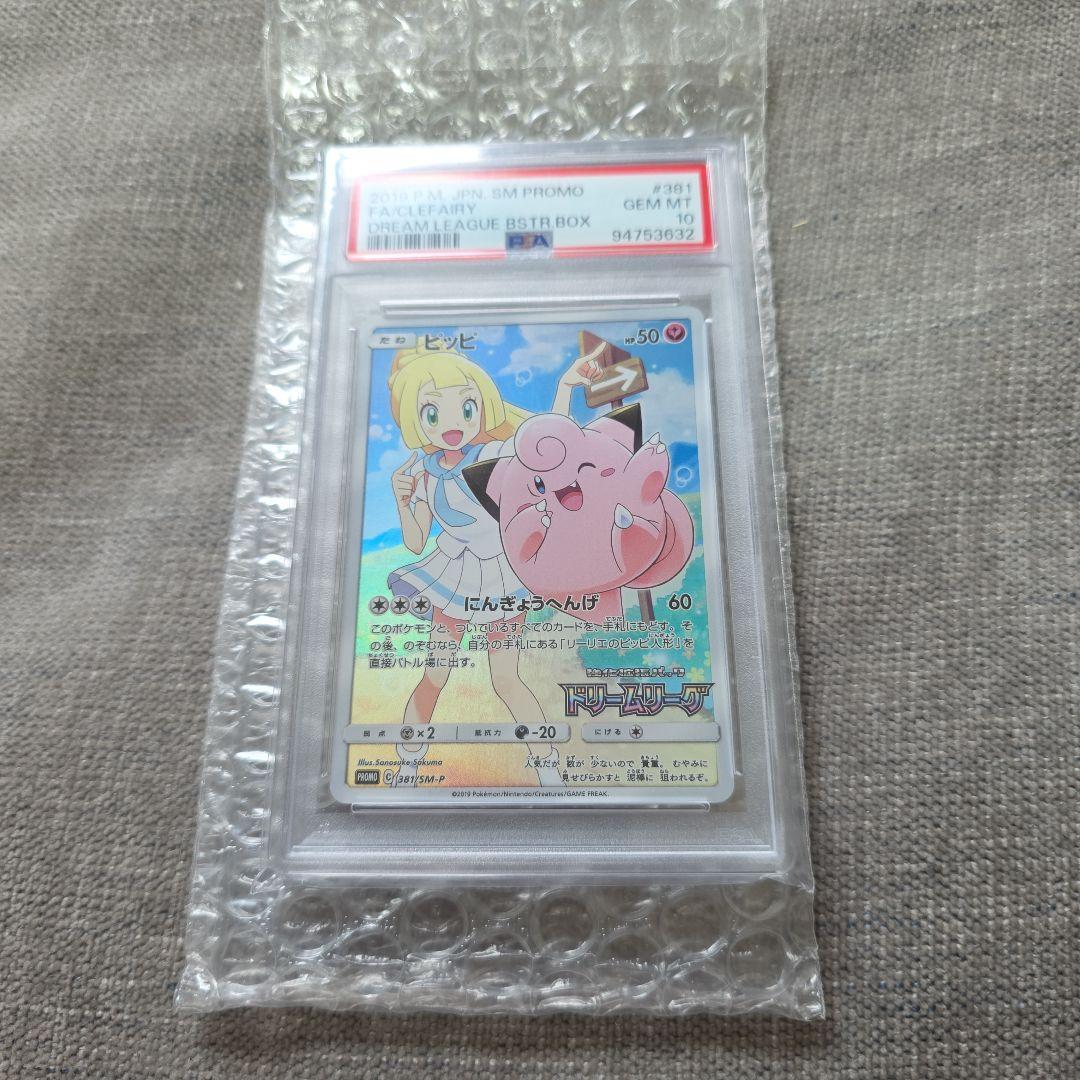 2019 P.M. JPN. SM PROMO #381
FA/CLEFAIRY GEM MT
DREAM LEAGUE BSTR.BOX 10
PSA 94753632
たね ピッピ HP50
にんぎょうへんげ 60
このポケモンと、ついているすべてのカードを、手札にもどす。そ
の後、のぞむなら、自分の手札にある「リーリエのピッピ人形」を
直接バトル場に出す。
ドリームリーグ
弱点 ×2 抵抗力 -20 にげる
Illus.Sanosuke Sakuma
人気だが 数が 少ないので 貴重。むやみに
見せびらかすと 泥棒に 狙われるぞ。
PROMO C 381/SM-P
©2019 Pokémon/Nintendo/Creatures/GAME FREAK.